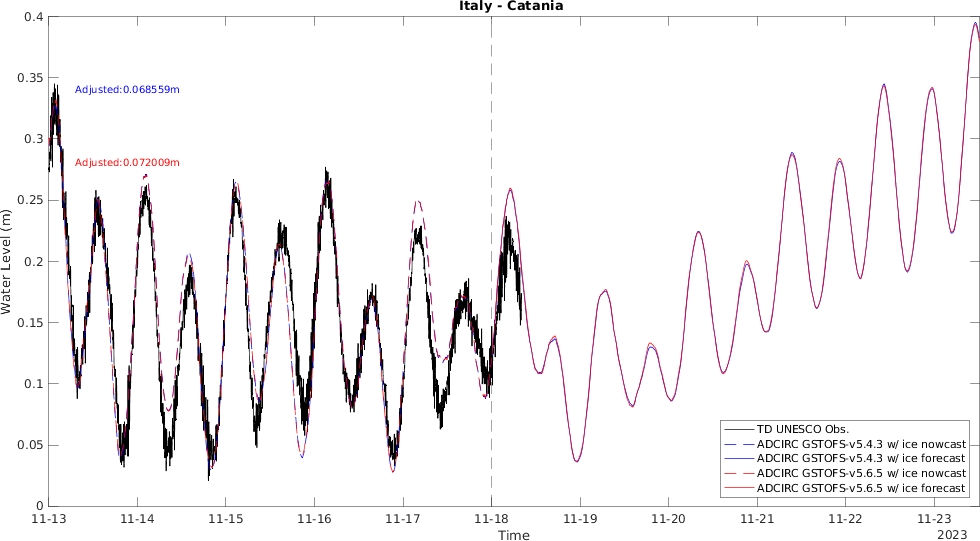 Italy - Catania
Water Level (m)
0.4
0.35
0.3
0.25
0.2
0.15
0.1
0.05
0
Adjusted:0.068559m
Adjusted:0.072009m
TD UNESCO Obs.
ADCIRC GSTOFS-v5.4.3 w/ ice nowcast
ADCIRC GSTOFS-v5.4.3 w/ ice forecast
ADCIRC GSTOFS-v5.6.5 w/ ice nowcast
ADCIRC GSTOFS-v5.6.5 w/ ice forecast
11-13 11-14 11-15 11-16 11-17 11-18 11-19 11-20 11-21 11-22 11-23
Time
2023